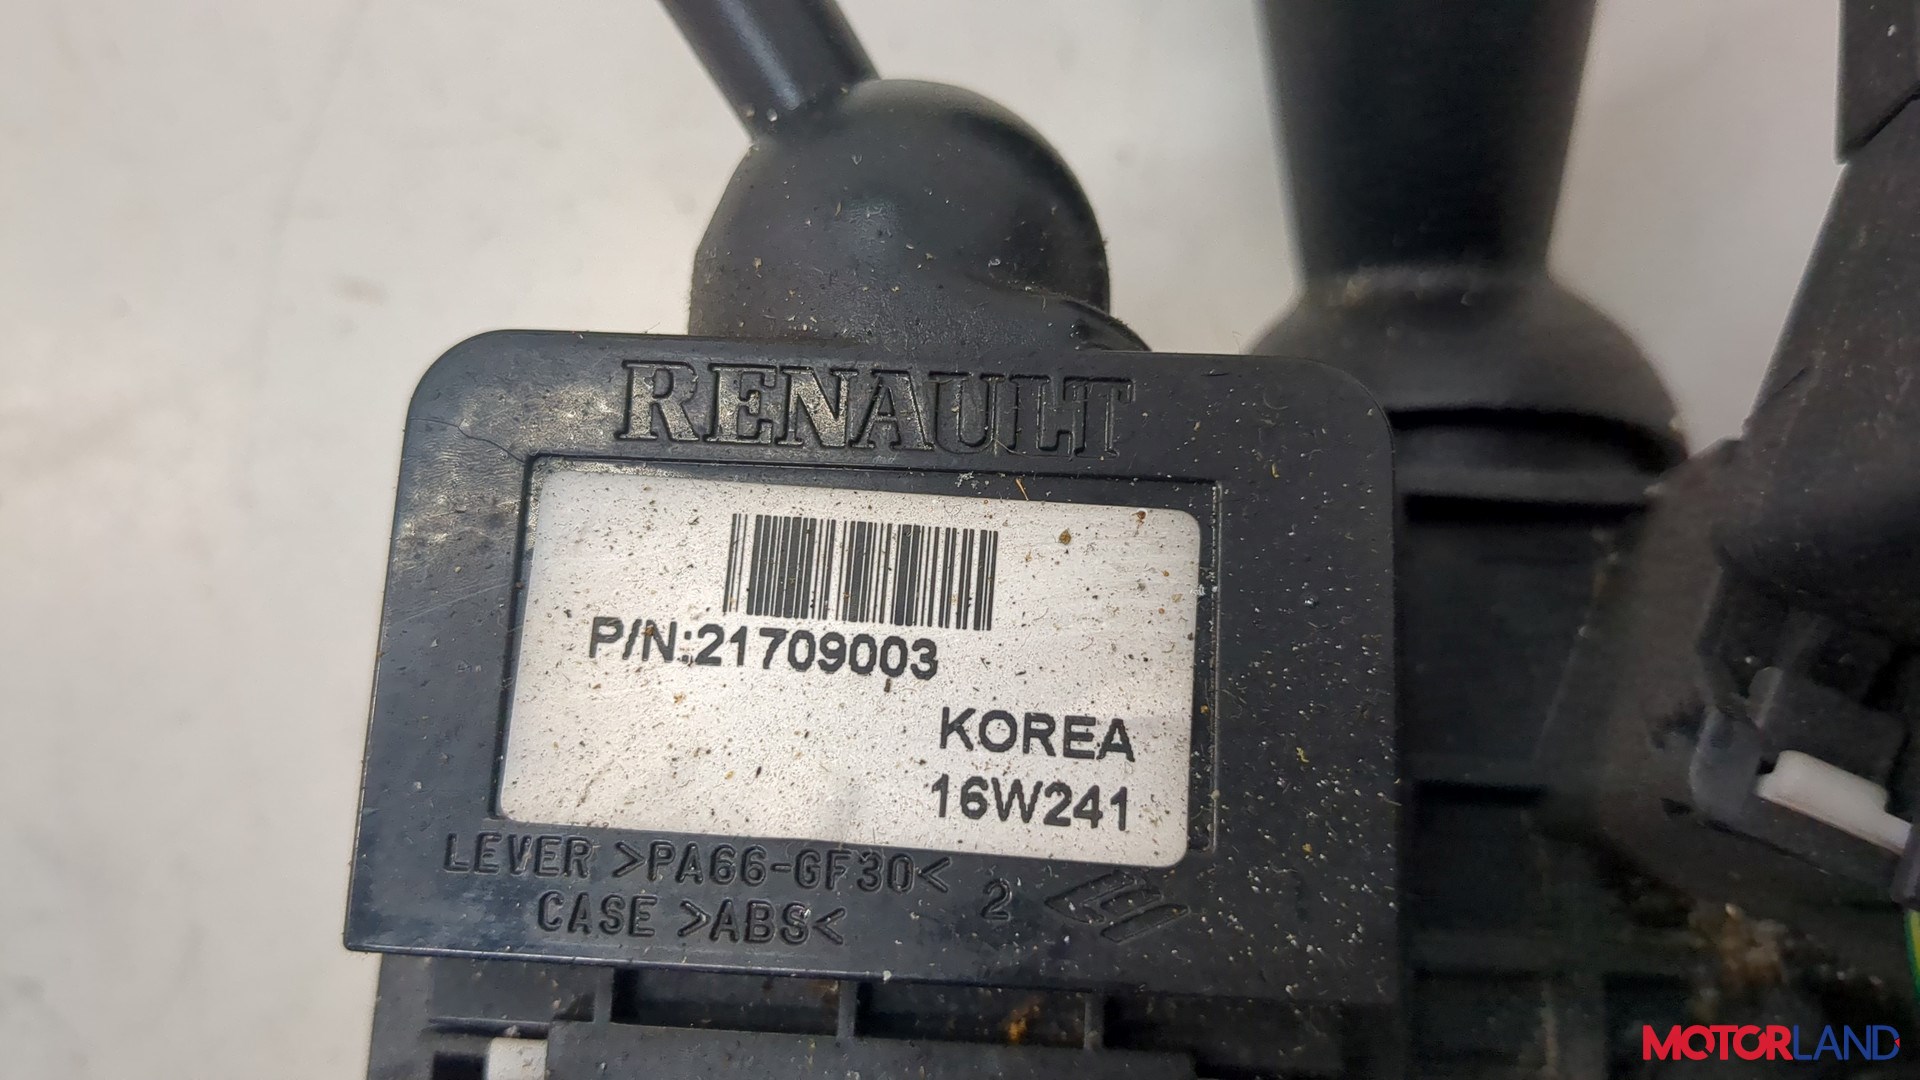 RENAULT
P/N:21709003
KOREA
16W241
LEVER >PA66-GF30<
CASE >ABS<
2
MOTORLAND